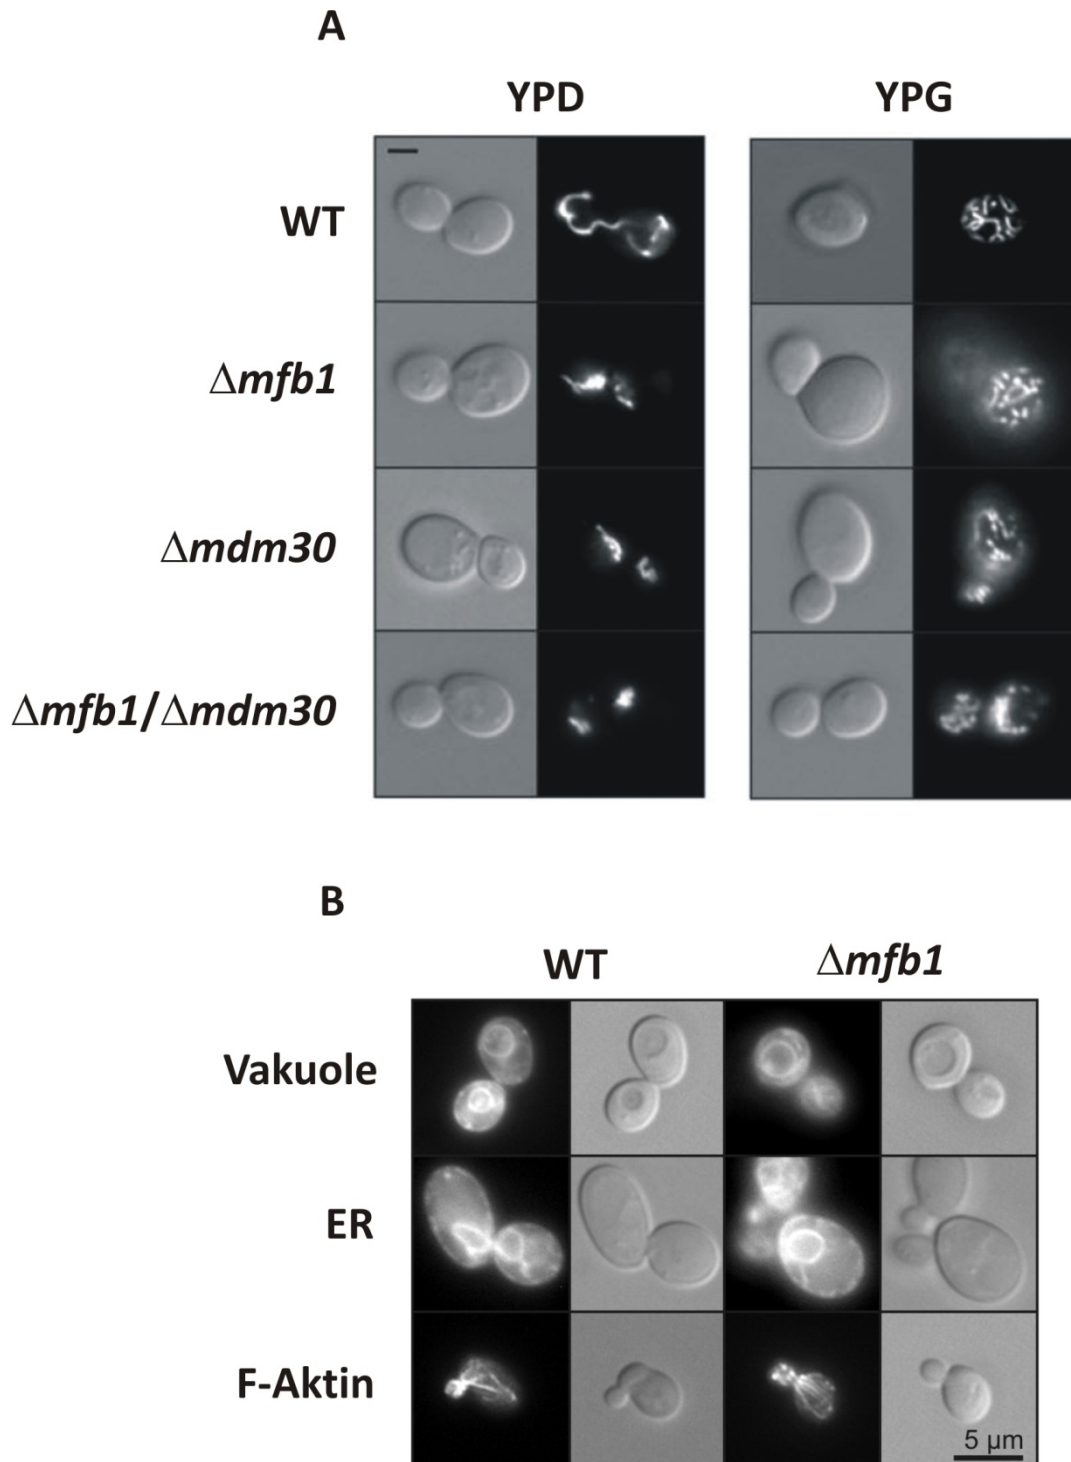 A
YPD YPG
WT
Δmfb1
Δmdm30
Δmfb1/Δmdm30
B
WT Δmfb1
Vakuole
ER
F-Aktin
5 µm